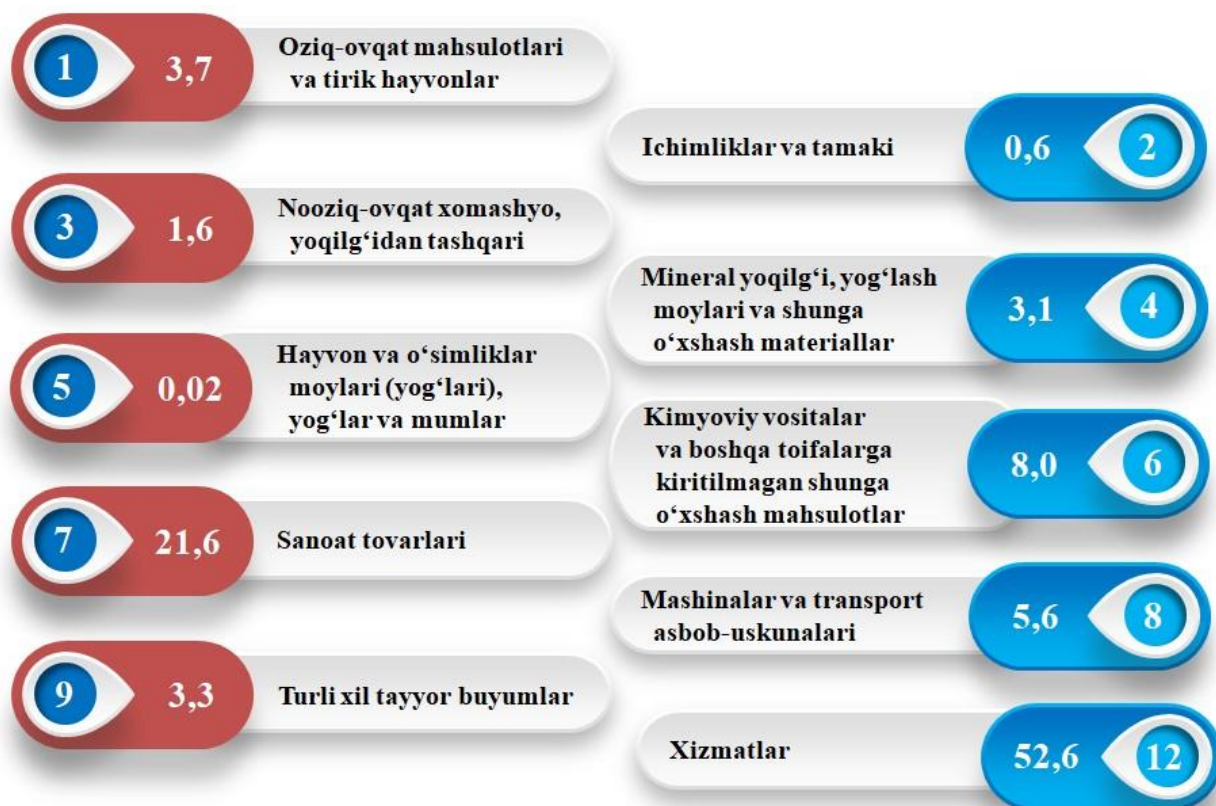 1
3,7
Oziq-ovqat mahsulotlari
va tirik hayvonlar
Ichimliklar va tamaki
0,6
2
3
1,6
Nooziq-ovqat xomashyo,
yoqilg‘idan tashqari
Mineral yoqilg‘i, yog‘lash
moylari va shunga
o‘xshash materiallar
3,1
4
5
0,02
Hayvon va o‘simliklar
moylari (yog‘lari),
yog‘lar va mumlar
Kimyoviy vositalar
va boshqa toifalarga
kiritilmagan shunga
o‘xshash mahsulotlar
8,0
6
7
21,6
Sanoat tovarlari
Mashinalar va transport
asbob-uskunalari
5,6
8
9
3,3
Turli xil tayyor buyumlar
Xizmatlar
52,6
12